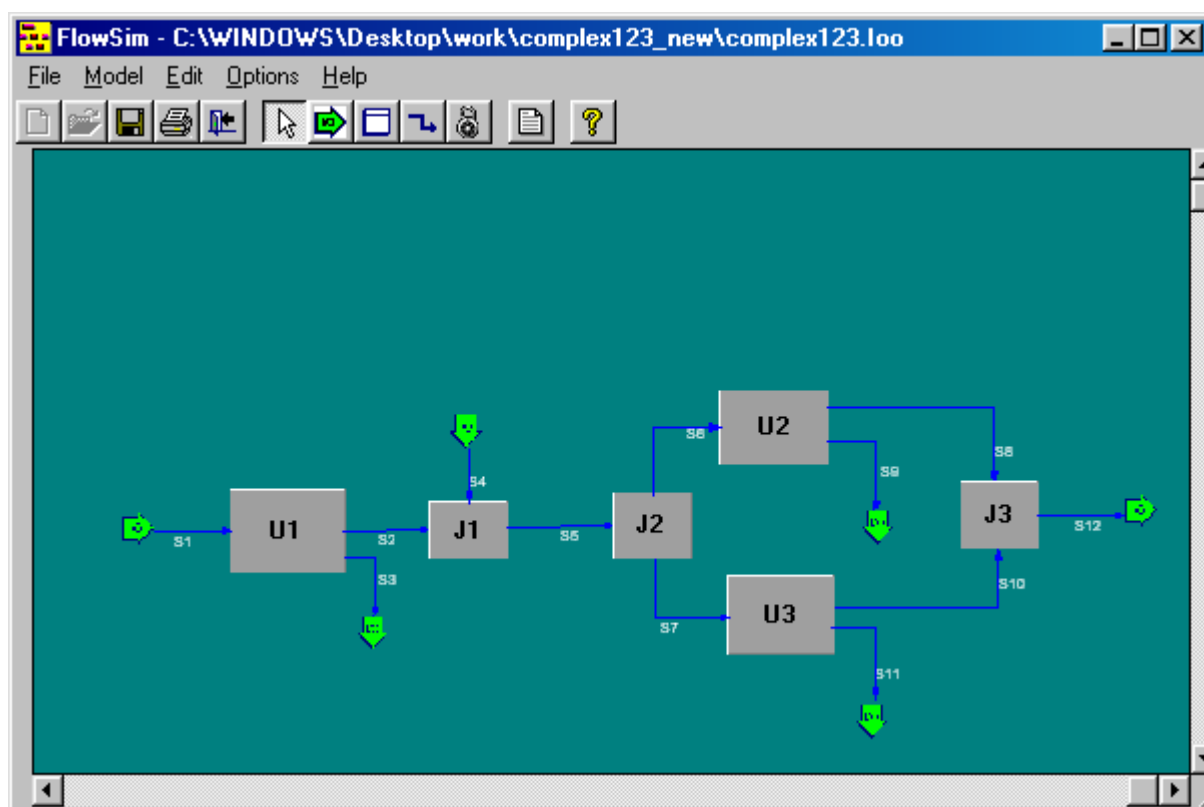 FlowSim - C:\WINDOWS\Desktop\work\complex123_new\complex123.loo
File Model Edit Options Help
?
U2
S6
S8
S9
S4
U1
J1
J2
J3
S1
S2
S5
S12
S3
S10
U3
S7
S11